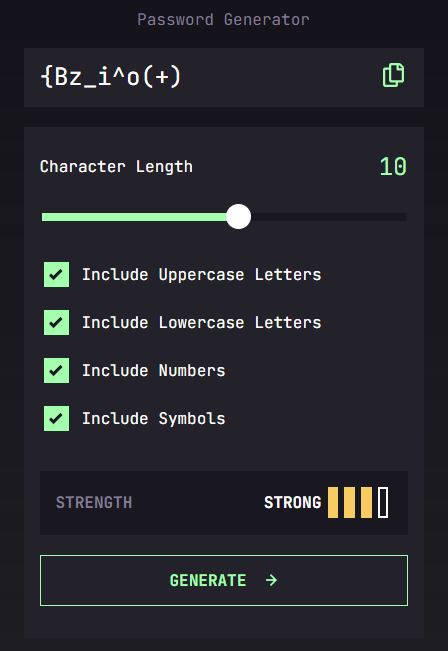 Password Generator
{Bz_i^o(+)
Character Length 10
Include Uppercase Letters
Include Lowercase Letters
Include Numbers
Include Symbols
STRENGTH STRONG
GENERATE →